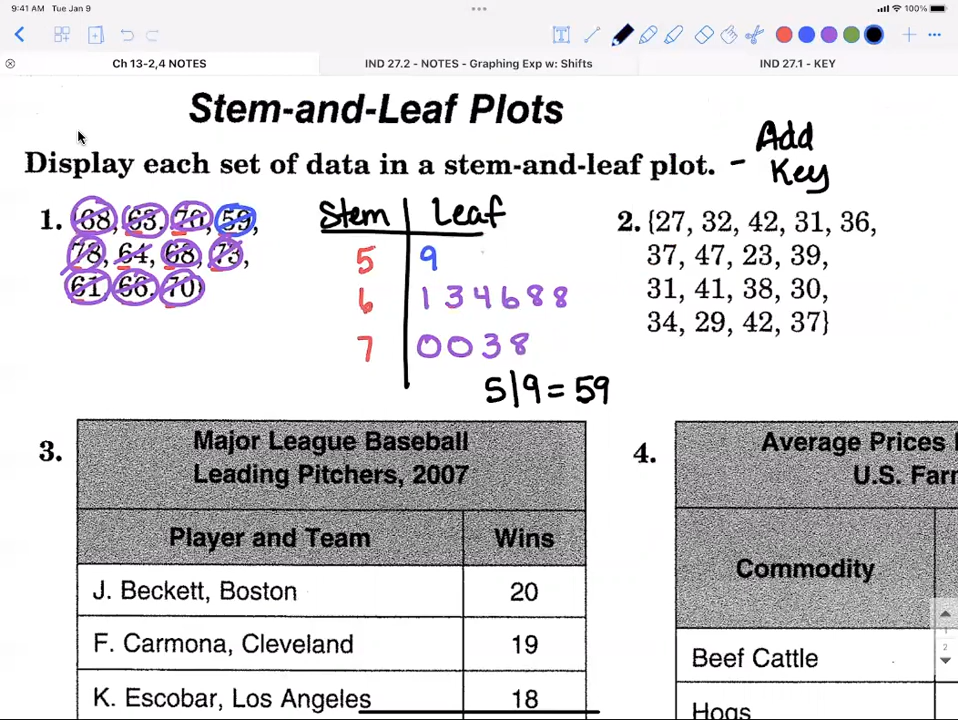 9:41 AM Tue Jan 9
100%
Ch 13-2,4 NOTES
IND 27.2 - NOTES - Graphing Exp w: Shifts
IND 27.1 - KEY
Stem-and-Leaf Plots
Display each set of data in a stem-and-leaf plot. - Add Key
1. {68, 63, 70, 59,
78, 64, 68, 73,
61, 66, 70}
Stem | Leaf
5 | 9
6 | 1 3 4 6 8 8
7 | 0 0 3 8
5|9 = 59
2. {27, 32, 42, 31, 36,
37, 47, 23, 39,
31, 41, 38, 30,
34, 29, 42, 37}
3.
Major League Baseball
Leading Pitchers, 2007
Player and Team Wins
J. Beckett, Boston 20
F. Carmona, Cleveland 19
K. Escobar, Los Angeles 18
4.
Average Prices
U.S. Far
Commodity
Beef Cattle
Hogs
1
2